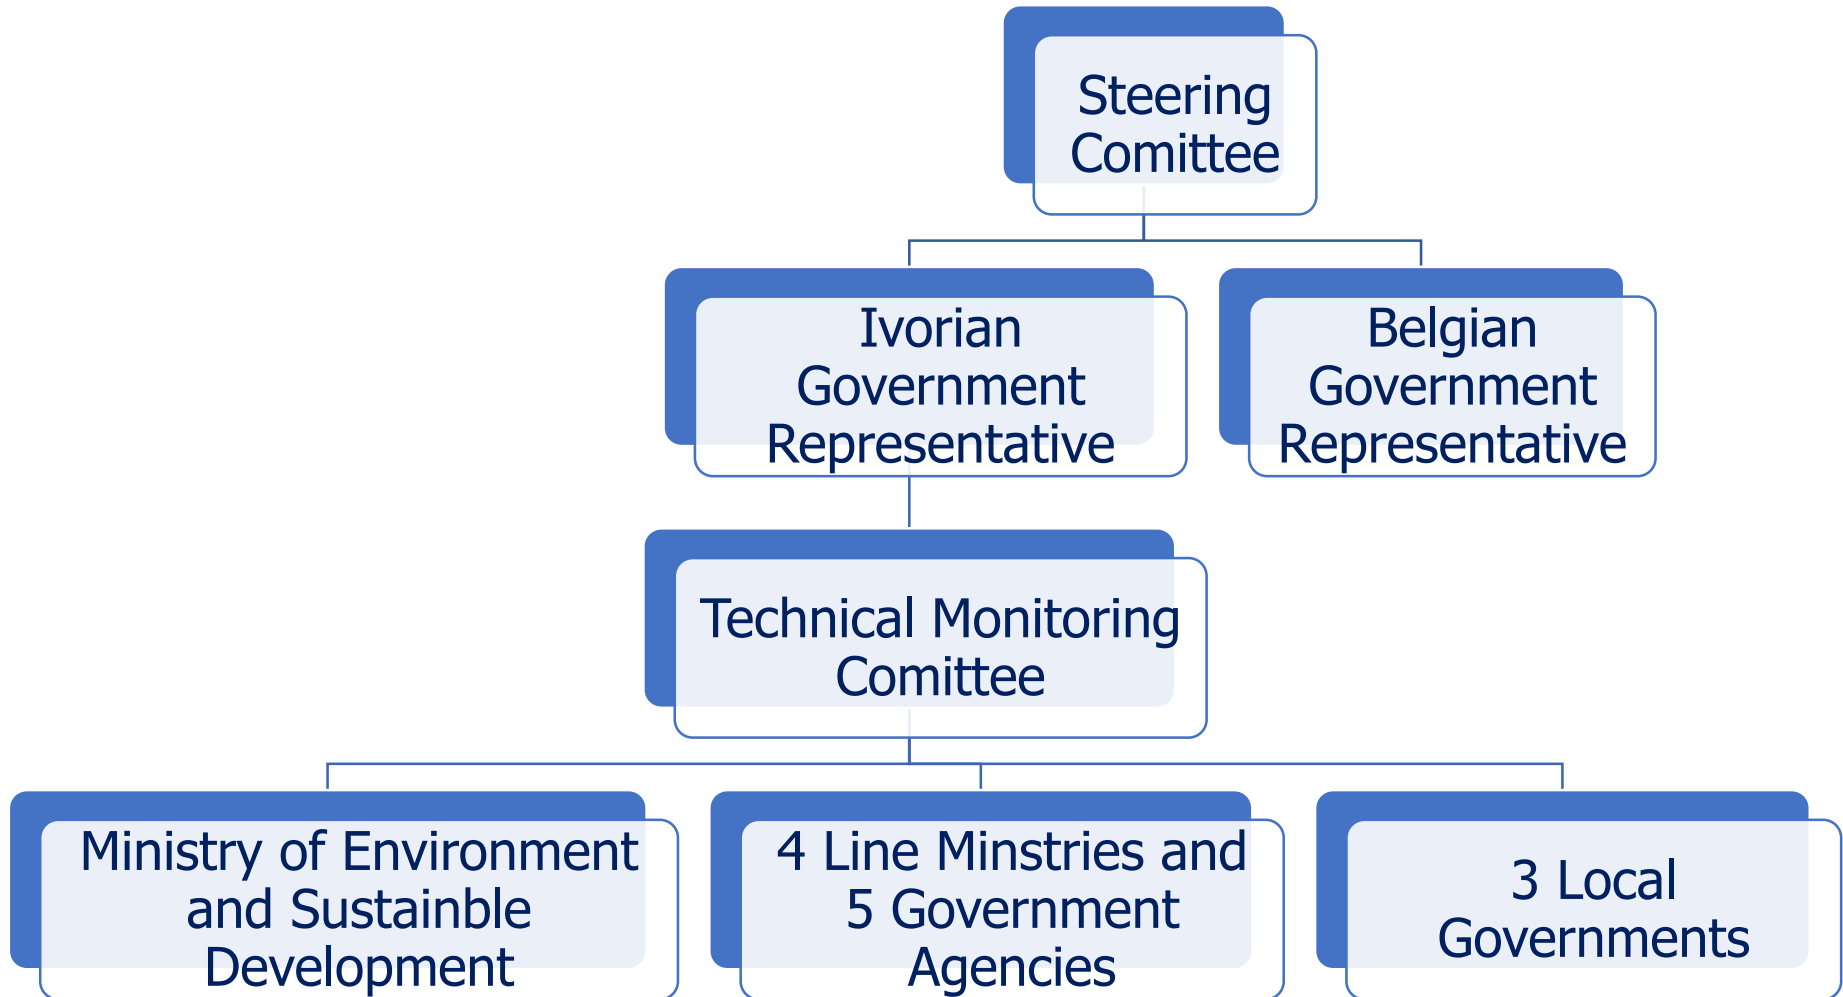 Steering
Comittee
Ivorian
Government
Representative
Belgian
Government
Representative
Technical Monitoring
Comittee
Ministry of Environment
and Sustainble
Development
4 Line Minstries and
5 Government
Agencies
3 Local
Governments